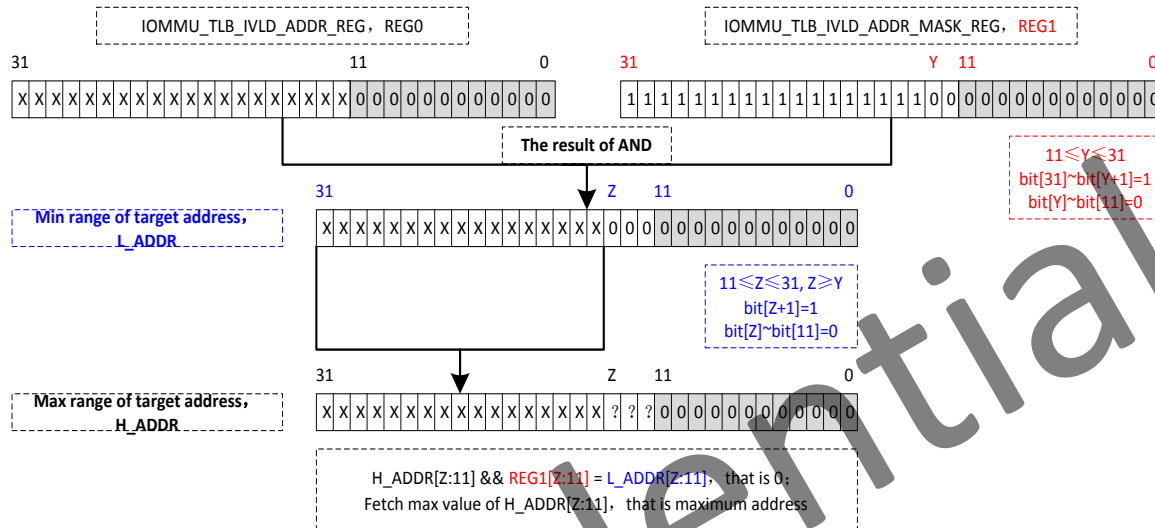 IOMMU_TLB_IVLD_ADDR_REG, REG0
IOMMU_TLB_IVLD_ADDR_MASK_REG, REG1
31 11 0
31 Y 11 0
X X X X X X X X X X X X X X X X X X X X 0 0 0 0 0 0 0 0 0 0 0 0
1 1 1 1 1 1 1 1 1 1 1 1 1 1 1 1 1 1 0 0 0 0 0 0 0 0 0 0 0 0 0 0
The result of AND
11≤Y≤31
bit[31]~bit[Y+1]=1
bit[Y]~bit[11]=0
31 Z 11 0
Min range of target address,
L_ADDR
X X X X X X X X X X X X X X X X X 0 0 0 0 0 0 0 0 0 0 0 0 0 0 0
11≤Z≤31, Z≥Y
bit[Z+1]=1
bit[Z]~bit[11]=0
31 Z 11 0
Max range of target address,
H_ADDR
X X X X X X X X X X X X X X X X X ? ? ? 0 0 0 0 0 0 0 0 0 0 0 0
H_ADDR[Z:11] && REG1[Z:11] = L_ADDR[Z:11], that is 0;
Fetch max value of H_ADDR[Z:11], that is maximum address
lential